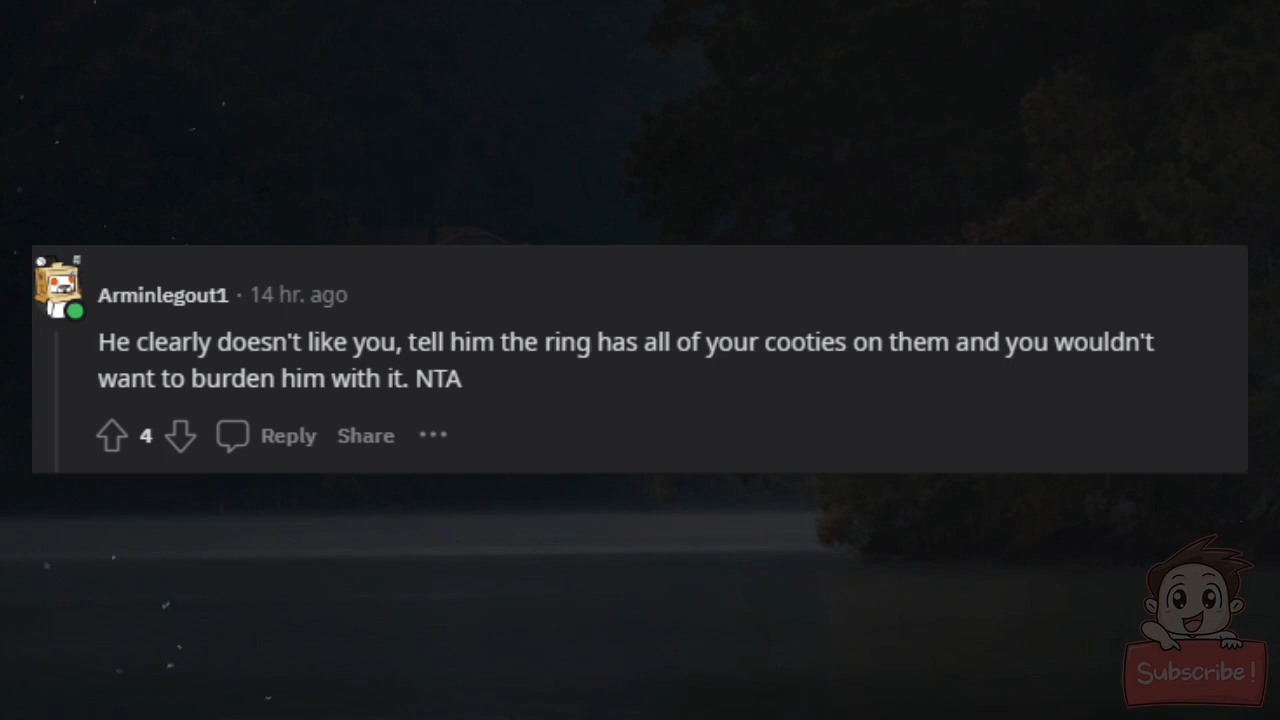 Arminlegout1 · 14 hr. ago
He clearly doesn't like you, tell him the ring has all of your cooties on them and you wouldn't
want to burden him with it. NTA
4 Reply Share ···
Subscribe!